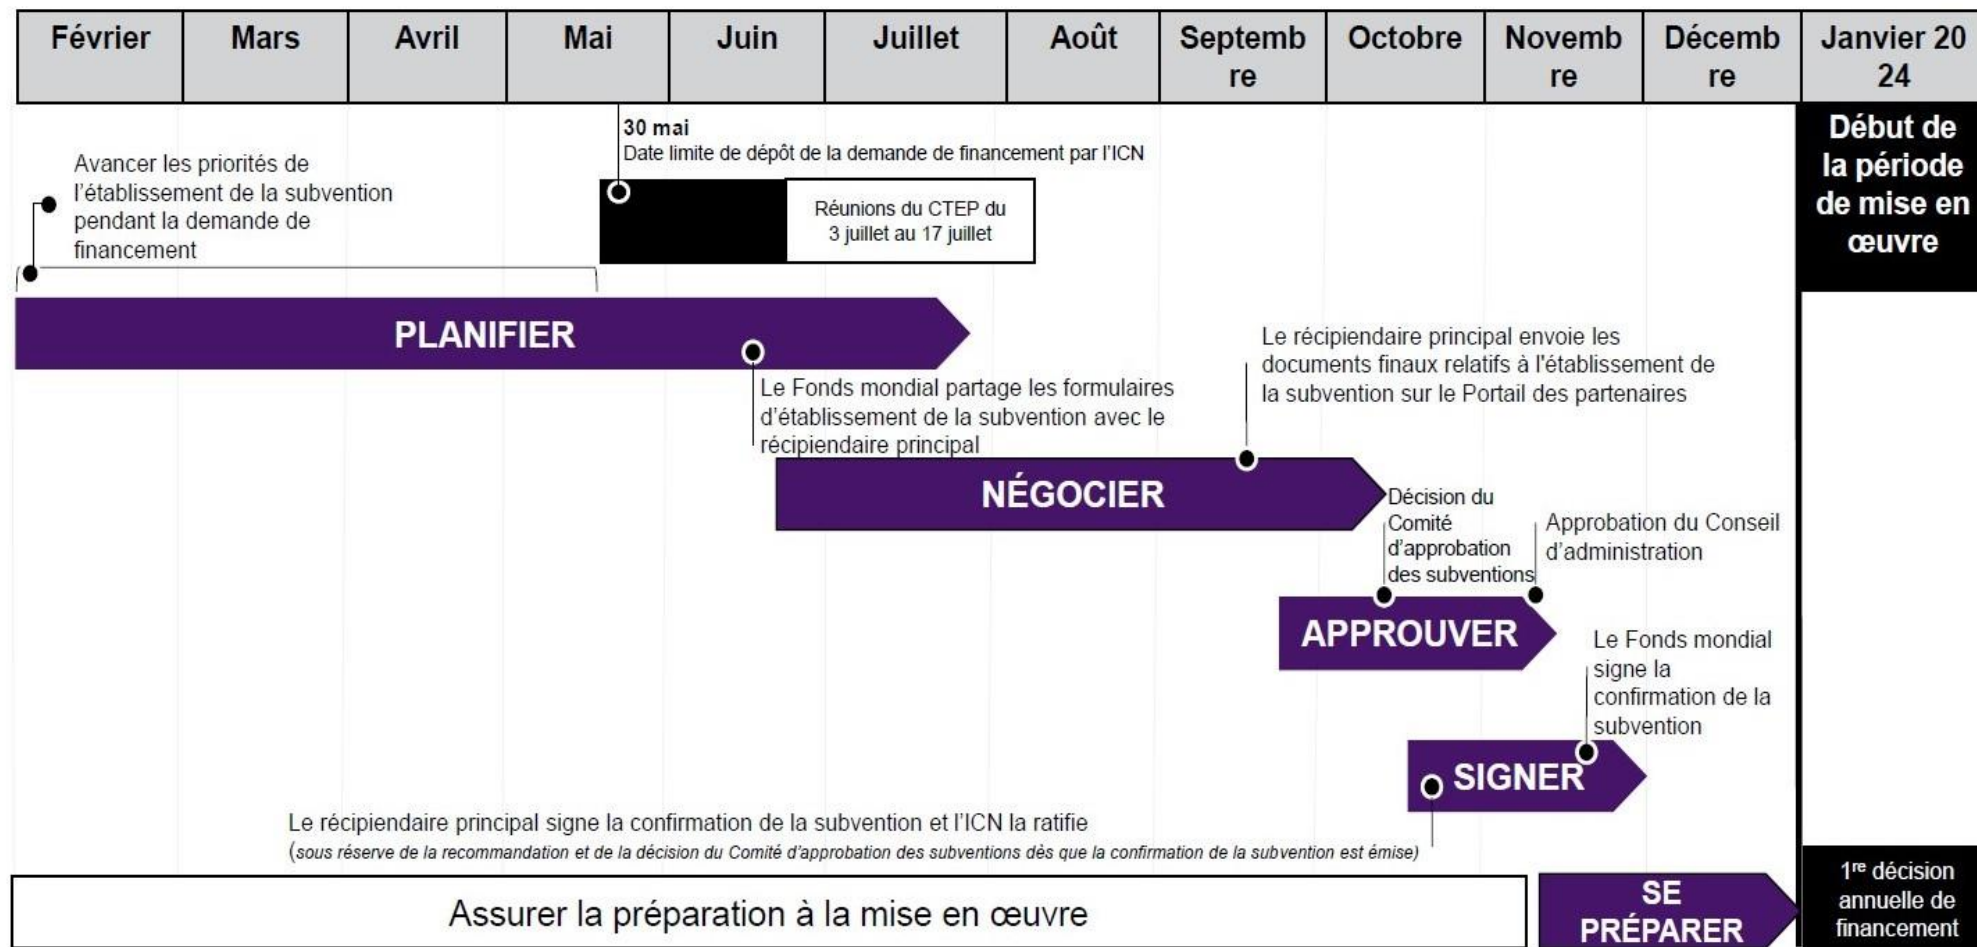 Février
Mars
Avril
Mai
Juin
Juillet
Août
Septemb
re
Octobre
Novemb
re
Décemb
re
Janvier 20
24
30 mai
Date limite de dépôt de la demande de financement par l'ICN
Début de
la période
de mise en
œuvre
Avancer les priorités de
l'établissement de la subvention
pendant la demande de
financement
Réunions du CTEP du
3 juillet au 17 juillet
PLANIFIER
Le récipiendaire principal envoie les
documents finaux relatifs à l'établissement de
la subvention sur le Portail des partenaires
Le Fonds mondial partage les formulaires
d'établissement de la subvention avec le
récipiendaire principal
NÉGOCIER
Décision du
Comité
d'approbation
des subventions
Approbation du Conseil
d'administration
APPROUVER
Le Fonds mondial
signe la
confirmation de la
subvention
SIGNER
Le récipiendaire principal signe la confirmation de la subvention et l'ICN la ratifie
(sous réserve de la recommandation et de la décision du Comité d'approbation des subventions dès que la confirmation de la subvention est émise)
Assurer la préparation à la mise en œuvre
SE
PRÉPARER
1re décision
annuelle de
financement